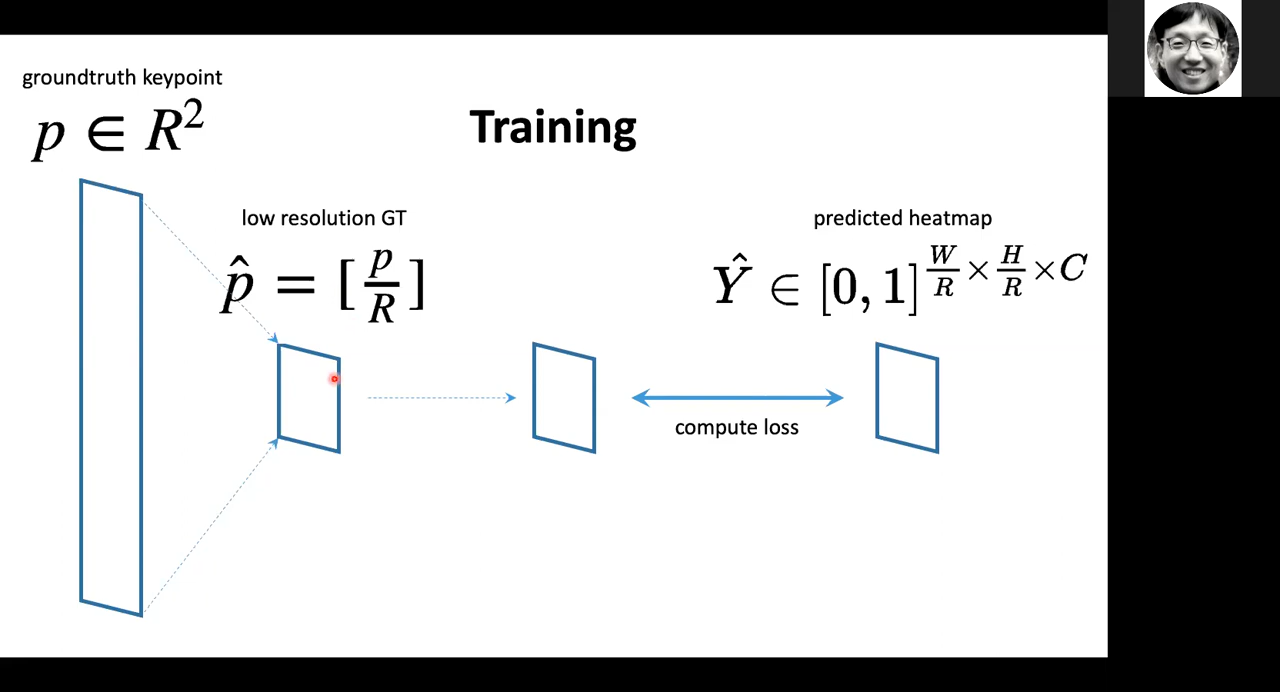 groundtruth keypoint
p ∈ R²
Training
low resolution GT
p̂ = [p/R]
predicted heatmap
Ŷ ∈ [0, 1]^(W/R × H/R × C)
compute loss